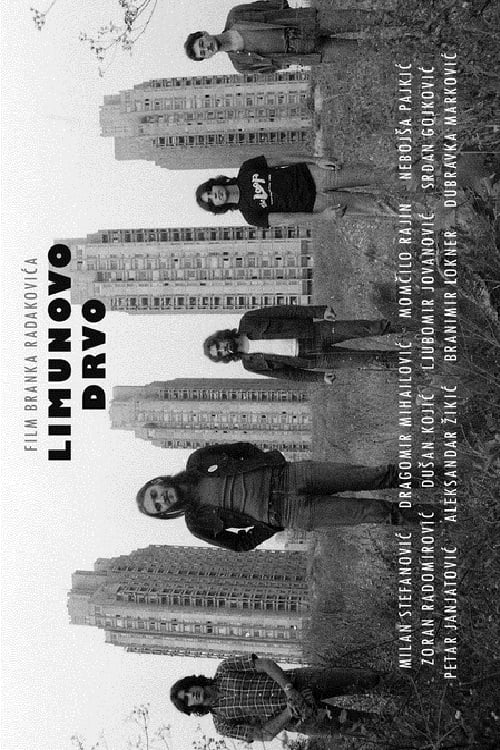 FILM BRANKA RADAKOVIĆA
LIMUNOVO
DRVO
MILAN STEFANOVIĆ DRAGOMIR MIHAJLOVIĆ MOMČILO RAJIN NEBOJŠA PAJKIĆ
ZORAN RADOMIROVIĆ DUŠAN KOJIĆ LJUBOMIR JOVANOVIĆ SRĐAN GOJKOVIĆ
PETAR JANJATOVIĆ ALEKSANDAR ŽIKIĆ BRANIMIR LOKNER DUBRAVKA MARKOVIĆ